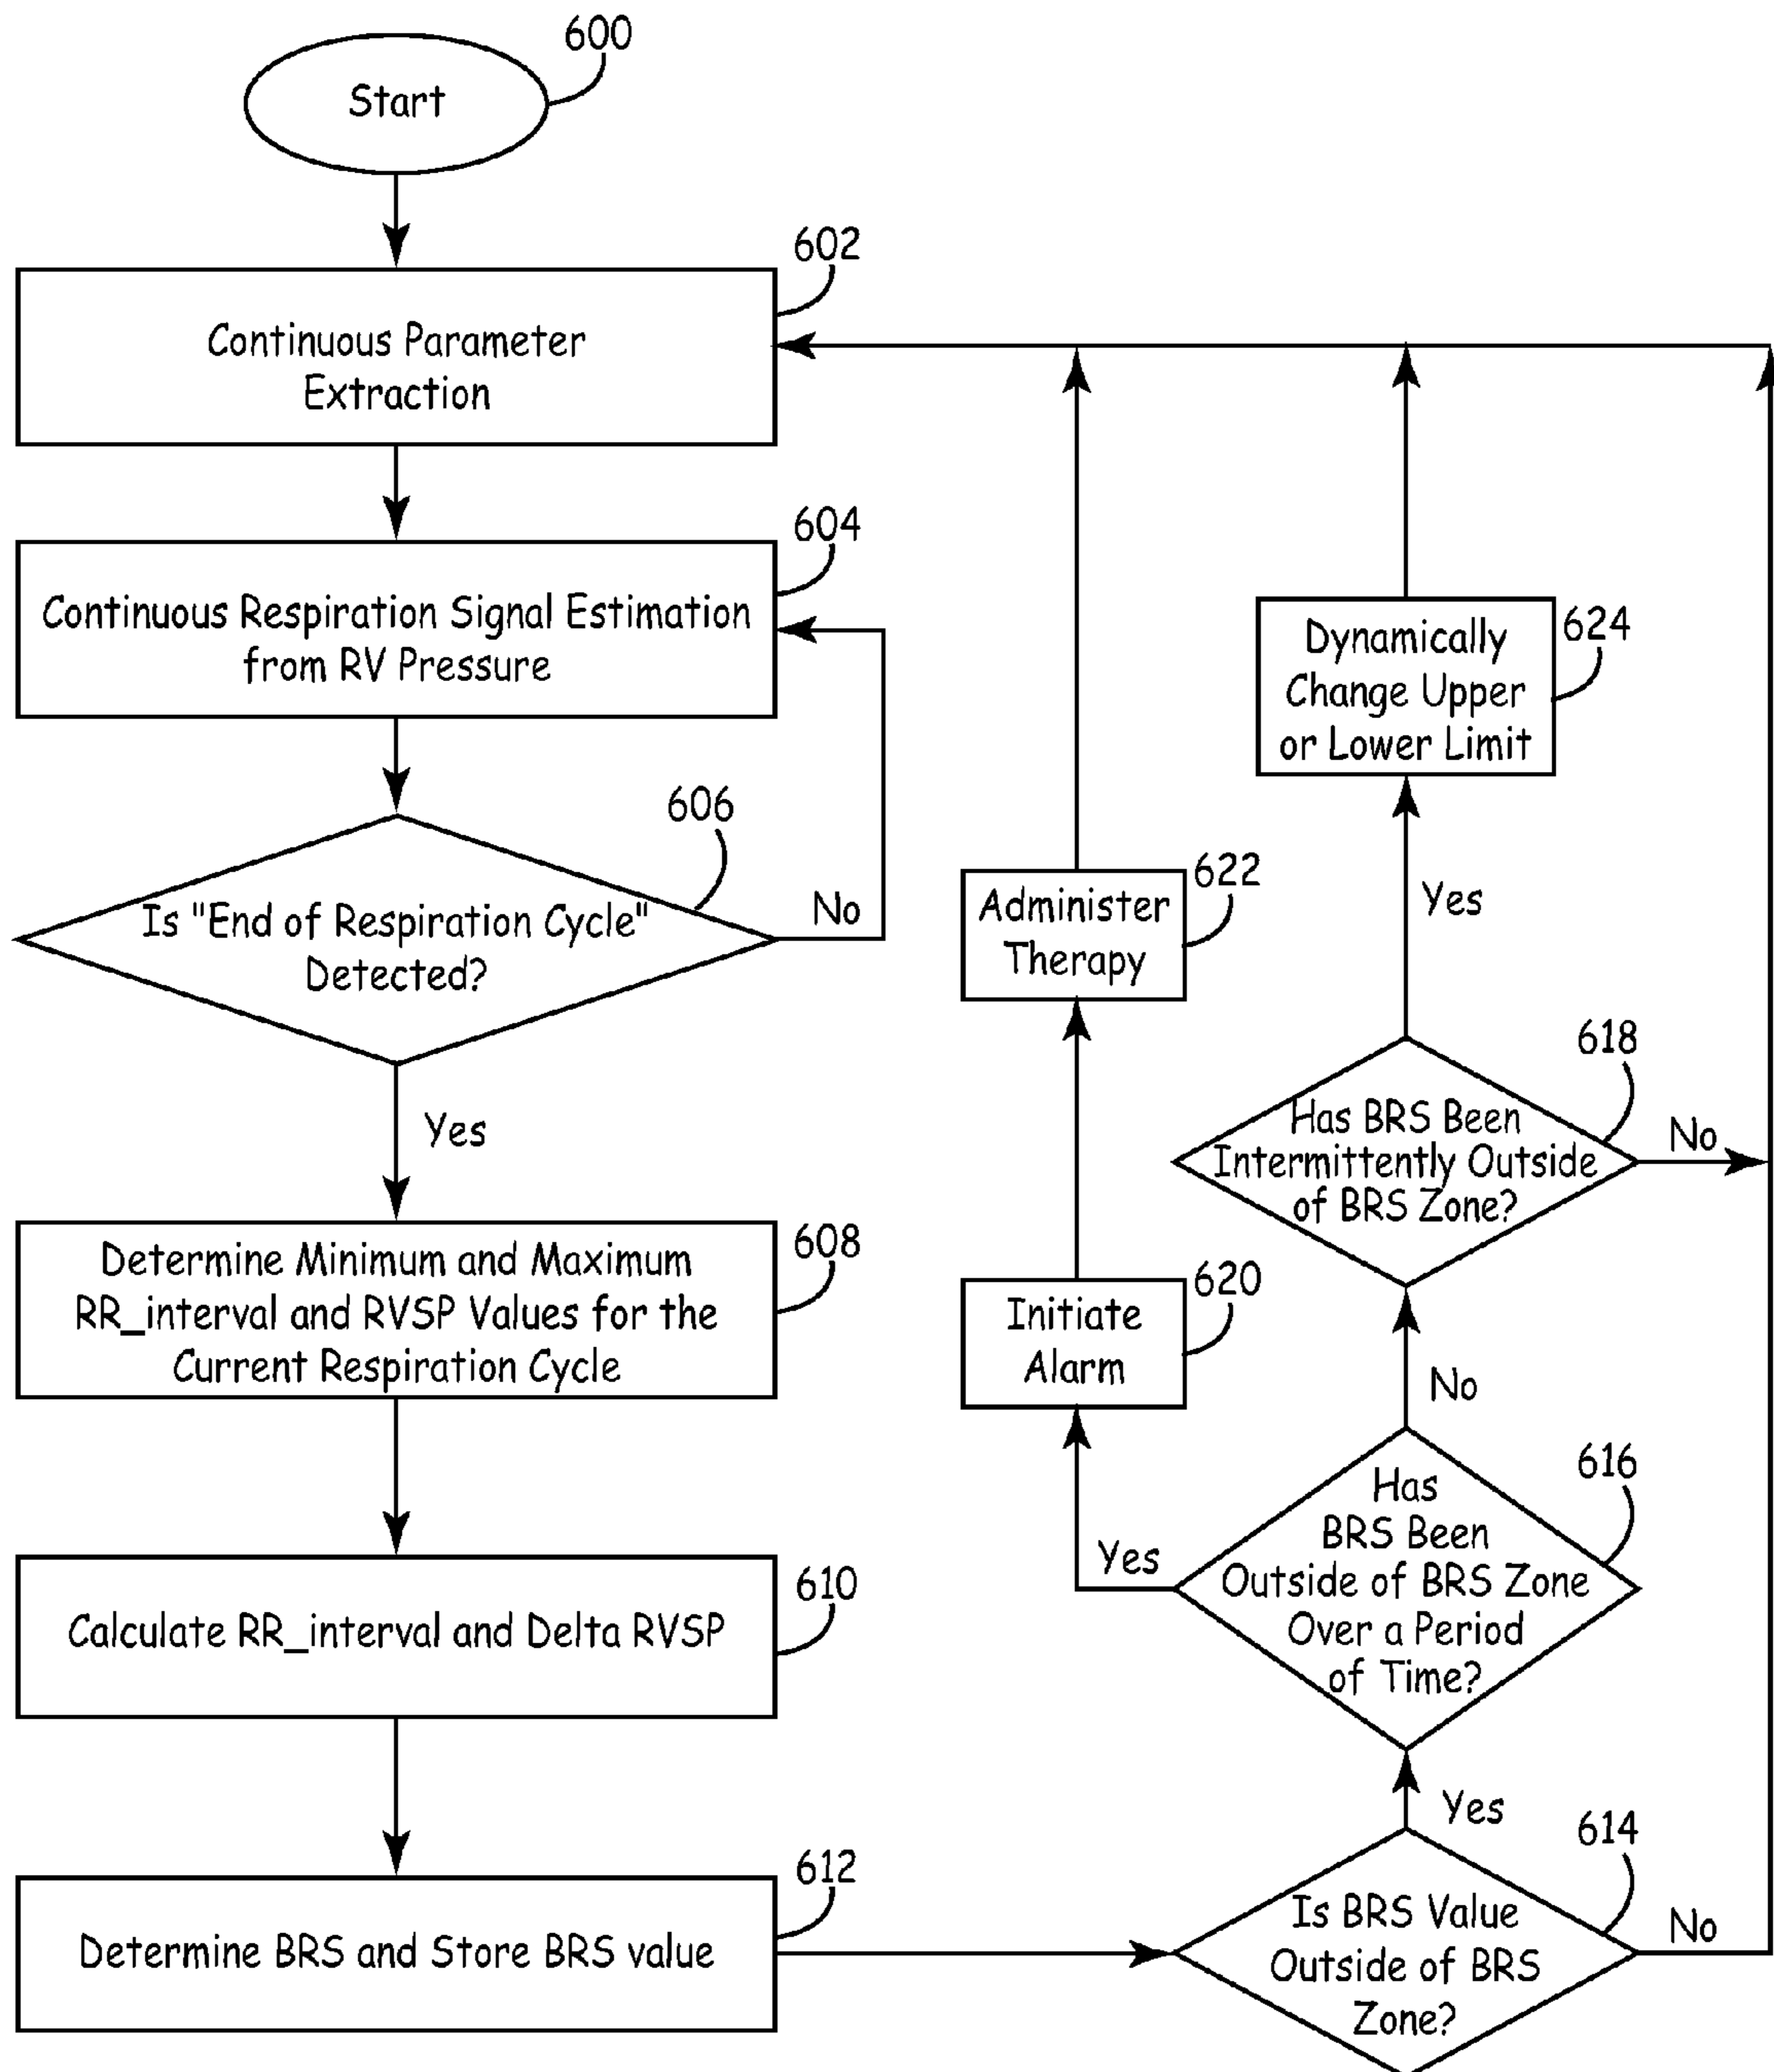 600
Start
602
Continuous Parameter
Extraction
604
Continuous Respiration Signal Estimation
from RV Pressure
606
Is "End of Respiration Cycle"
Detected?
No
Yes
608
Determine Minimum and Maximum
RR_interval and RVSP Values for the
Current Respiration Cycle
610
Calculate RR_interval and Delta RVSP
612
Determine BRS and Store BRS value
614
Is BRS Value
Outside of BRS
Zone?
No
Yes
616
Has
BRS Been
Outside of BRS Zone
Over a Period
of Time?
Yes
No
620
Initiate
Alarm
622
Administer
Therapy
618
Has BRS Been
Intermittently Outside
of BRS Zone?
No
Yes
624
Dynamically
Change Upper
or Lower Limit